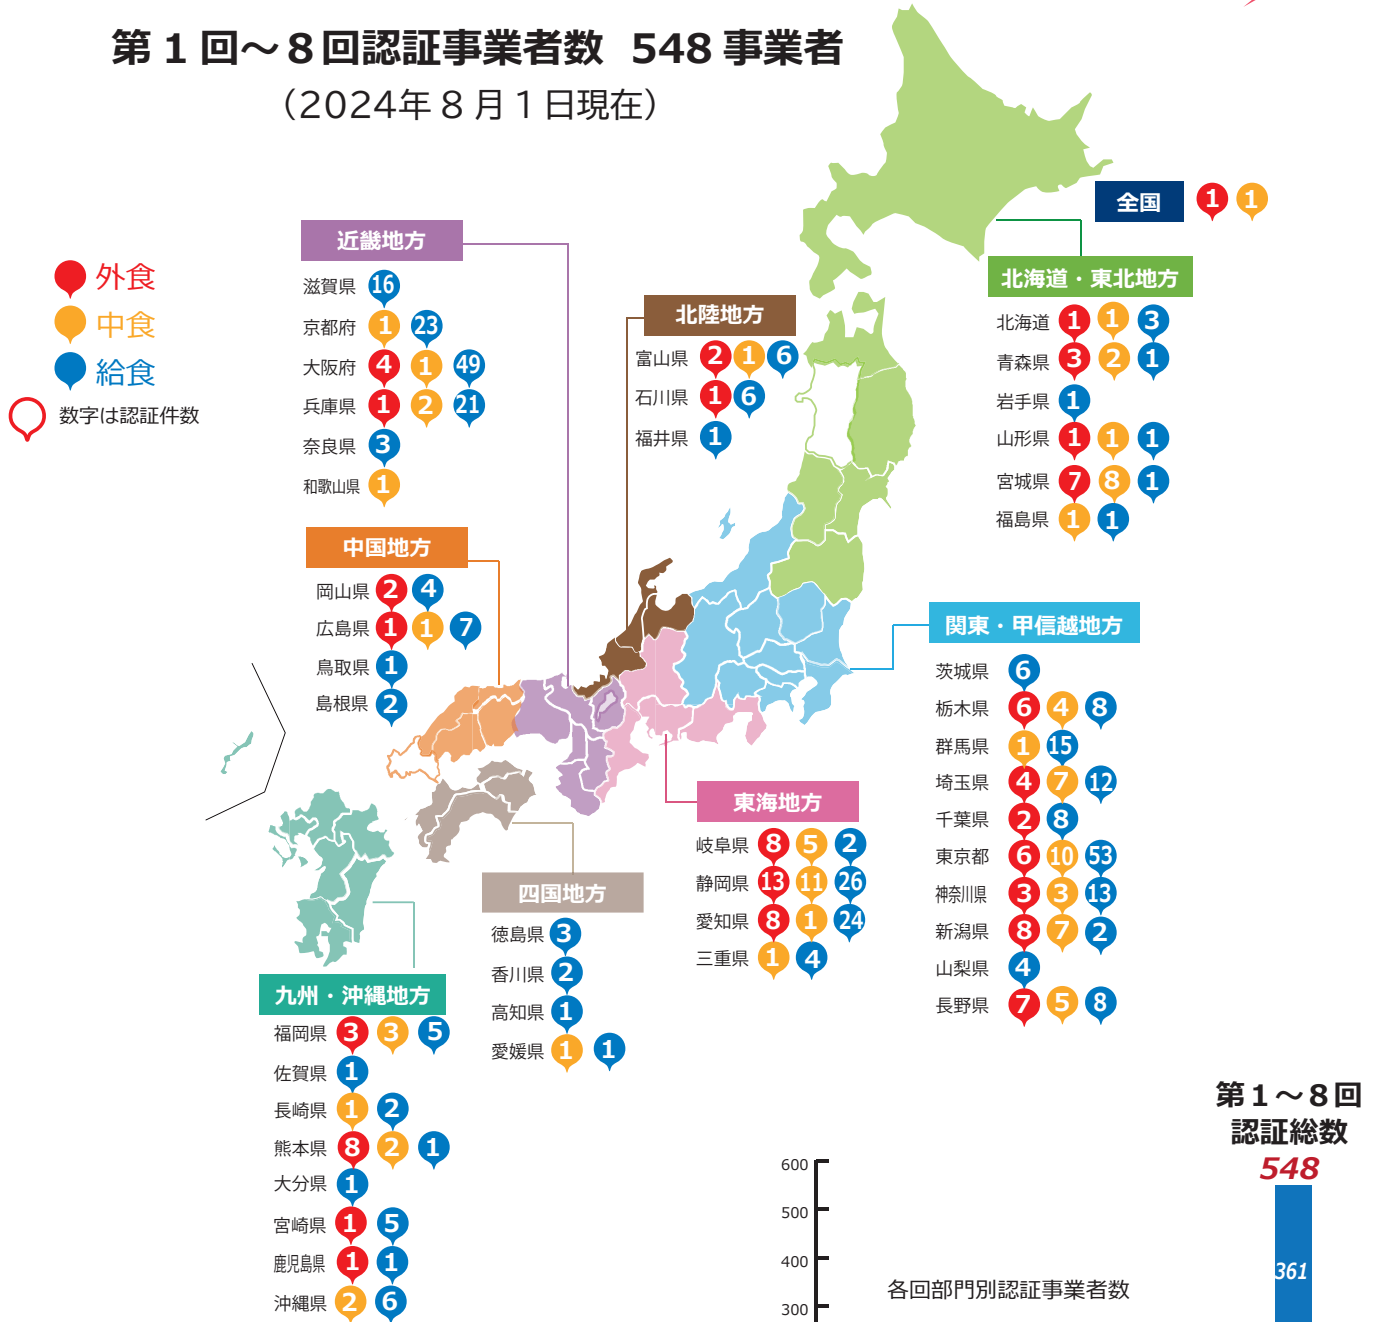 第1回～8回認証事業者数 548事業者
（2024年8月1日現在）
外食
中食
給食
数字は認証件数
全国 1 1
近畿地方
滋賀県 16
京都府 1 23
大阪府 4 1 49
兵庫県 1 2 21
奈良県 3
和歌山県 1
北陸地方
富山県 2 1 6
石川県 1 6
福井県 1
北海道・東北地方
北海道 1 1 3
青森県 3 2 1
岩手県 1
山形県 1 1 1
宮城県 7 8 1
福島県 1 1
中国地方
岡山県 2 4
広島県 1 1 7
鳥取県 1
島根県 2
関東・甲信越地方
茨城県 6
栃木県 6 4 8
群馬県 1 15
埼玉県 4 7 12
千葉県 2 8
東京都 6 10 53
神奈川県 3 3 13
新潟県 8 7 2
山梨県 4
長野県 7 5 8
東海地方
岐阜県 8 5 2
静岡県 13 11 26
愛知県 8 1 24
三重県 1 4
四国地方
徳島県 3
香川県 2
高知県 1
愛媛県 1 1
九州・沖縄地方
福岡県 3 3 5
佐賀県 1
長崎県 1 2
熊本県 8 2 1
大分県 1
宮崎県 1 5
鹿児島県 1 1
沖縄県 2 6
第1～8回
認証総数
548
361
600
500
400
300
各回部門別認証事業者数